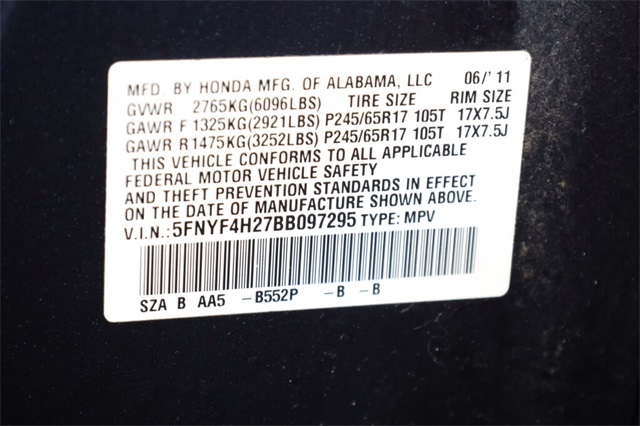 MFD BY HONDA MFG. OF ALABAMA, LLC 06/'11
GVWR 2765KG(6096LBS) TIRE SIZE RIM SIZE
GAWR F 1325KG(2921LBS) P245/65R17 105T 17X7.5J
GAWR R1475KG(3252LBS) P245/65R17 105T 17X7.5J
THIS VEHICLE CONFORMS TO ALL APPLICABLE
FEDERAL MOTOR VEHICLE SAFETY
AND THEFT PREVENTION STANDARDS IN EFFECT
ON THE DATE OF MANUFACTURE SHOWN ABOVE.
V.I.N.:5FNYF4H27BB097295 TYPE: MPV
SZA B AA5 -B552P -B -B